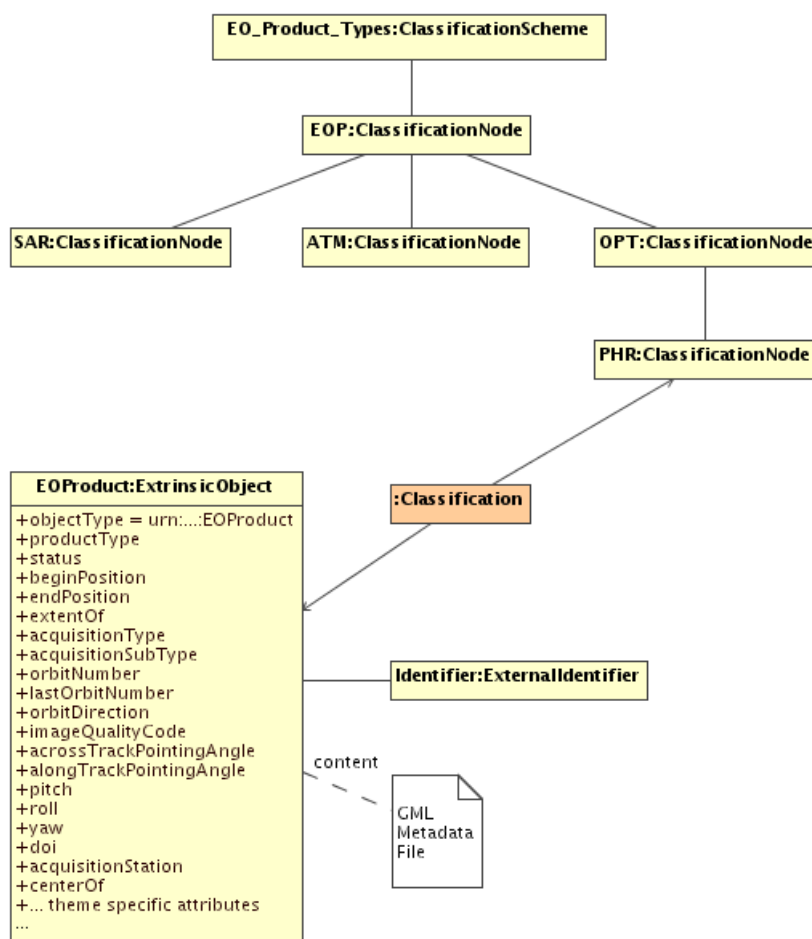 EO_Product_Types:ClassificationScheme
EOP:ClassificationNode
SAR:ClassificationNode
ATM:ClassificationNode
OPT:ClassificationNode
PHR:ClassificationNode
EOProduct:ExtrinsicObject
:Classification
+objectType = urn:...:EOProduct
+productType
+status
+beginPosition
+endPosition
+extentOf
+acquisitionType
+acquisitionSubType
+orbitNumber
+lastOrbitNumber
+orbitDirection
+imageQualityCode
+acrossTrackPointingAngle
+alongTrackPointingAngle
+pitch
+roll
+yaw
+doi
+acquisitionStation
+centerOf
+... theme specific attributes
...
Identifier:ExternalIdentifier
content
GML
Metadata
File